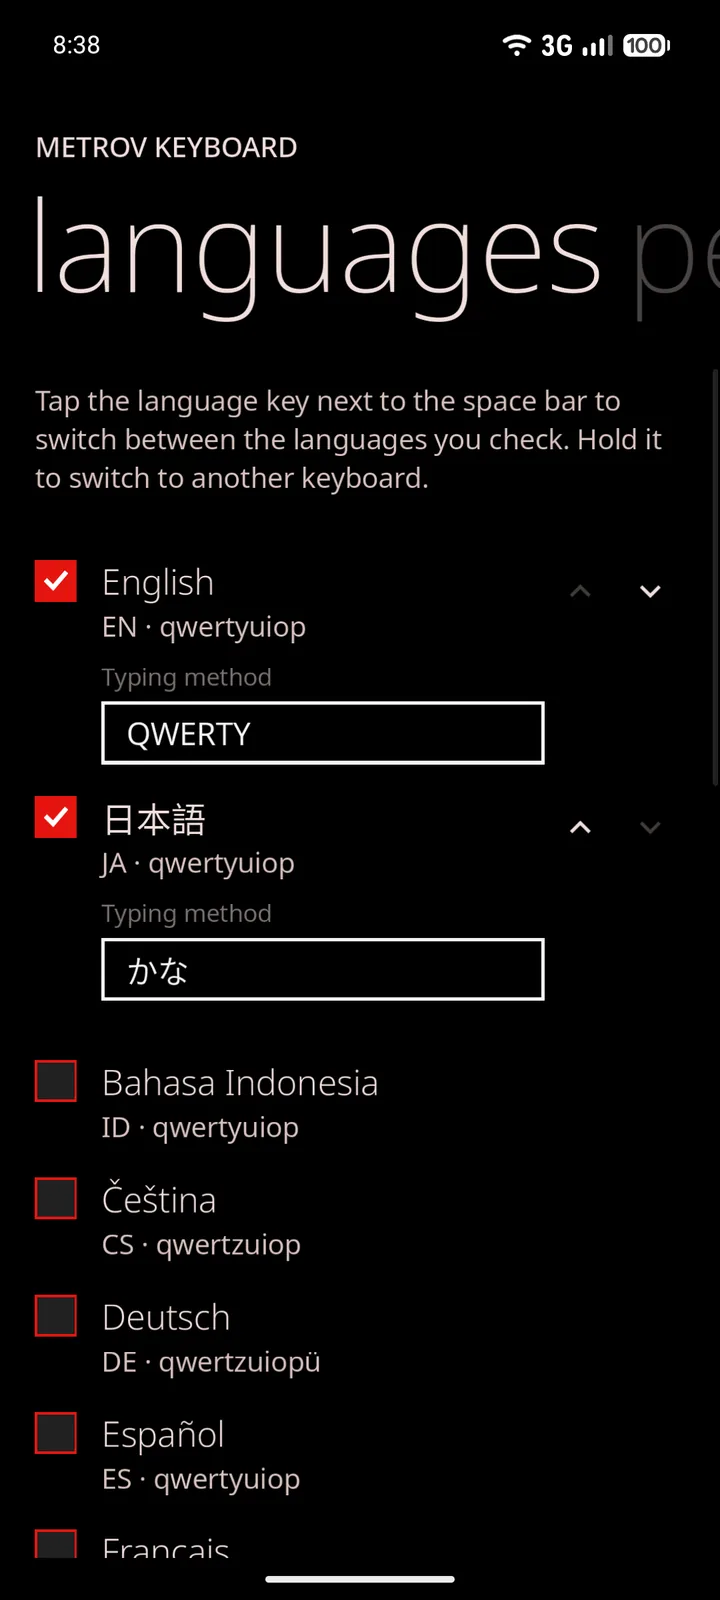 8:38
3G
100
METROV KEYBOARD
languages pe
Tap the language key next to the space bar to
switch between the languages you check. Hold it
to switch to another keyboard.
English
EN · qwertyuiop
Typing method
QWERTY
日本語
JA · qwertyuiop
Typing method
かな
Bahasa Indonesia
ID · qwertyuiop
Čeština
CS · qwertzuiop
Deutsch
DE · qwertzuiopü
Español
ES · qwertyuiop
Français